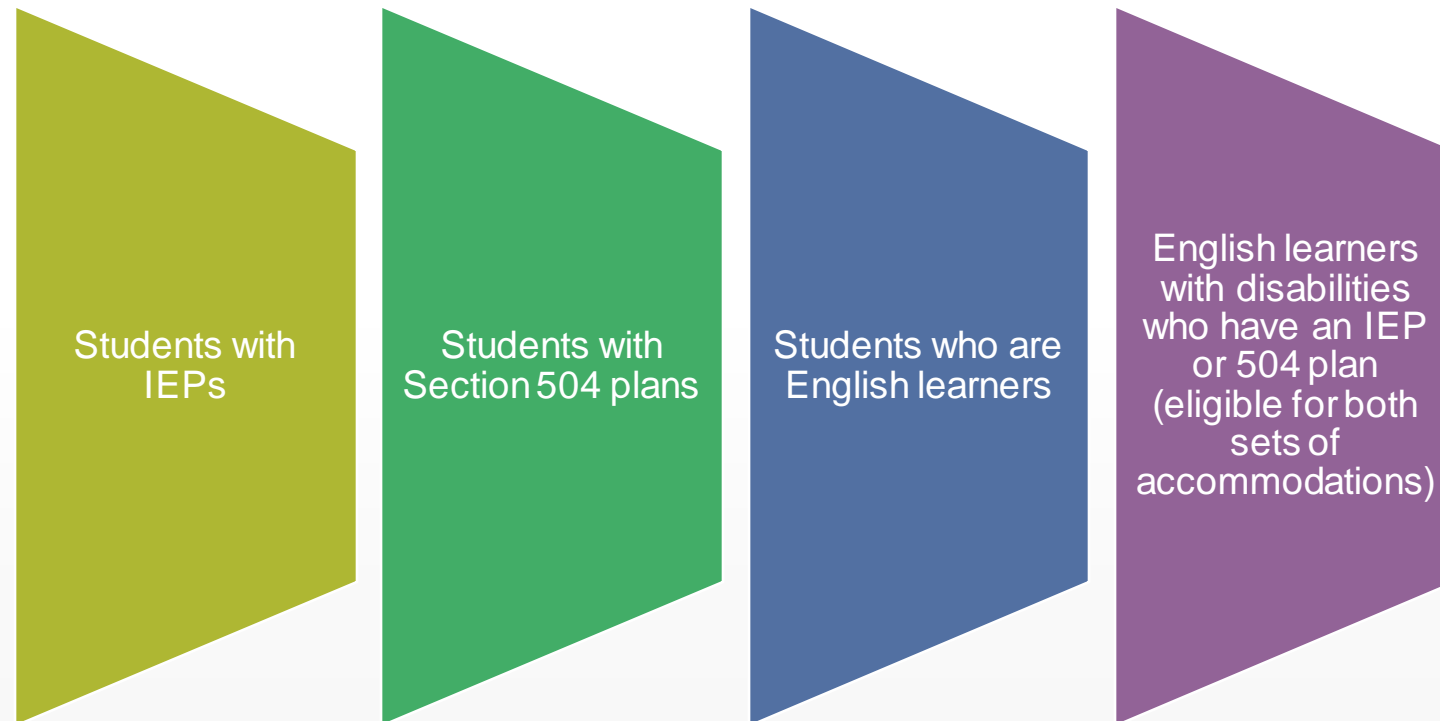 Students with
IEPs
Students with
Section 504 plans
Students who are
English learners
English learners
with disabilities
who have an IEP
or 504 plan
(eligible for both
sets of
accommodations)